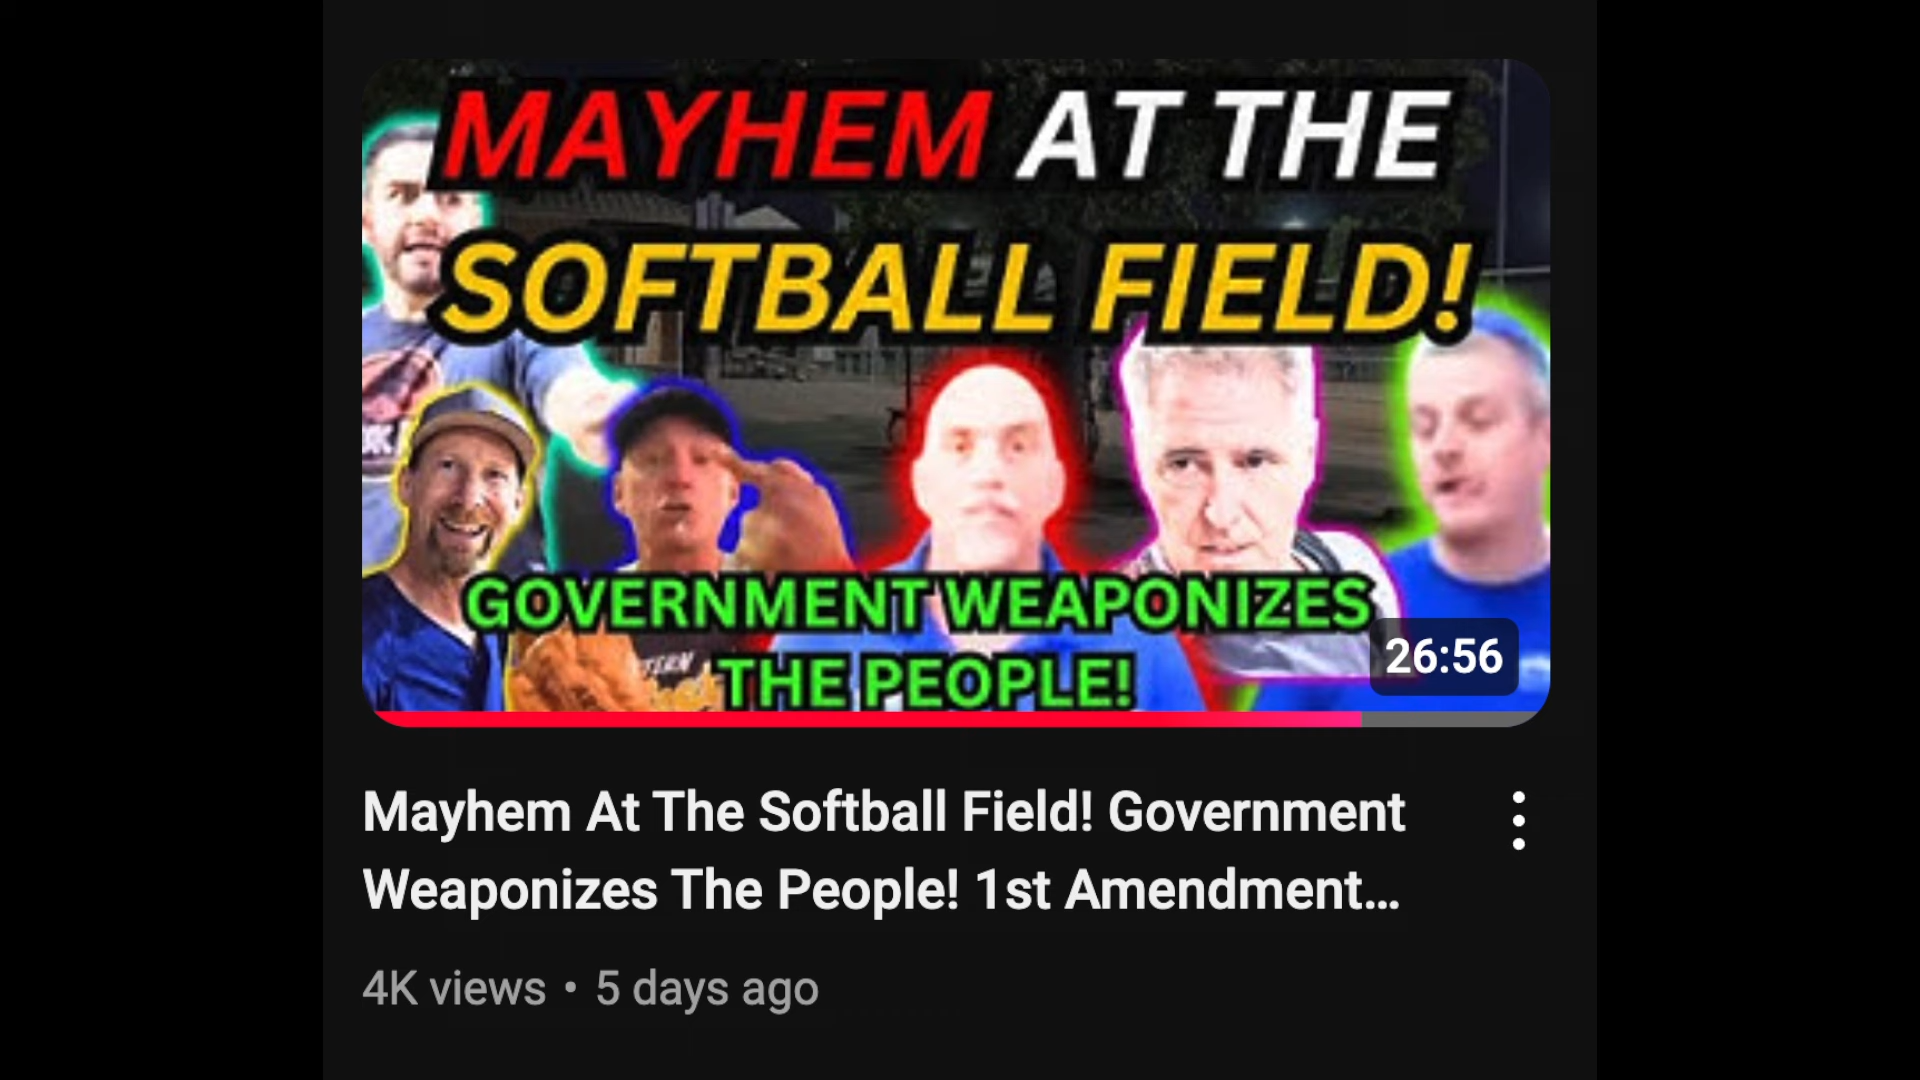 MAYHEM AT THE
SOFTBALL FIELD!
GOVERNMENT WEAPONIZES
THE PEOPLE!
26:56
Mayhem At The Softball Field! Government
Weaponizes The People! 1st Amendment...
4K views • 5 days ago